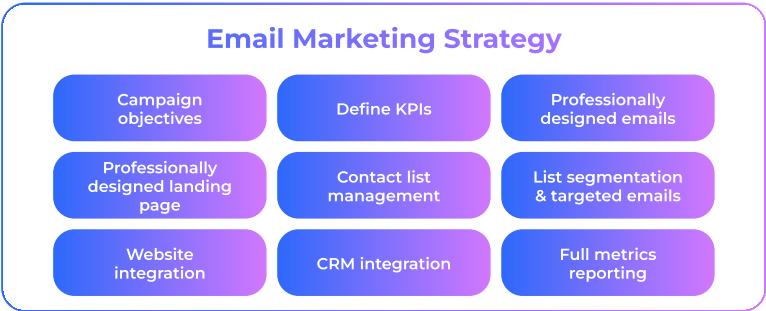 Email Marketing Strategy
Campaign
objectives
Define KPIs
Professionally
designed emails
Professionally
designed landing
page
Contact list
management
List segmentation
& targeted emails
Website
integration
CRM integration
Full metrics
reporting